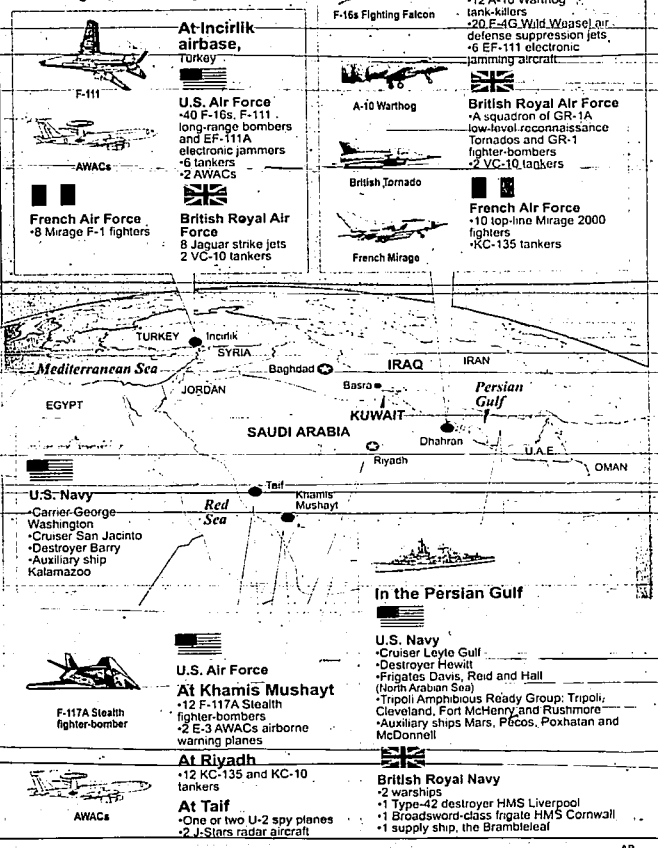 At Incirlik
airbase,
Turkey
F-111
U.S. Air Force
•40 F-16s, F-111
long-range bombers
and EF-111A
electronic jammers
•6 tankers
•2 AWACs
AWACs
French Air Force
•8 Mirage F-1 fighters
British Royal Air
Force
8 Jaguar strike jets
2 VC-10 tankers
F-16s Fighting Falcon
•12 A-10 Warthog
tank-killers
•20 F-4G Wild Weasel air
defense suppression jets
•6 EF-111 electronic
jamming aircraft
A-10 Warthog
British Royal Air Force
•A squadron of GR-1A
low-level reconnaissance
Tornados and GR-1
fighter-bombers
•2 VC-10 tankers
British Tornado
French Air Force
•10 top-line Mirage 2000
fighters
•KC-135 tankers
French Mirage
TURKEY
Incirlik
SYRIA
Mediterranean Sea
Baghdad
IRAQ
IRAN
JORDAN
Basra
Persian
Gulf
EGYPT
KUWAIT
SAUDI ARABIA
Dhahran
Riyadh
U.A.E.
OMAN
Taif
Khamis
Mushayt
Red
Sea
U.S. Navy
•Carrier George
Washington
•Cruiser San Jacinto
•Destroyer Barry
•Auxiliary ship
Kalamazoo
In the Persian Gulf
U.S. Navy
•Cruiser Leyte Gulf
•Destroyer Hewitt
•Frigates Davis, Reid and Hall
(North Arabian Sea)
•Tripoli Amphibious Ready Group: Tripoli,
Cleveland, Fort McHenry and Rushmore
•Auxiliary ships Mars, Pecos, Poxhatan and
McDonnell
British Royal Navy
•2 warships
•1 Type-42 destroyer HMS Liverpool
•1 Broadsword-class frigate HMS Cornwall
•1 supply ship, the Brambleleaf
F-117A Stealth
fighter-bomber
U.S. Air Force
At Khamis Mushayt
•12 F-117A Stealth
fighter-bombers
•2 E-3 AWACs airborne
warning planes
At Riyadh
•12 KC-135 and KC-10
tankers
At Taif
•One or two U-2 spy planes
•2 J-Stars radar aircraft
AWACs